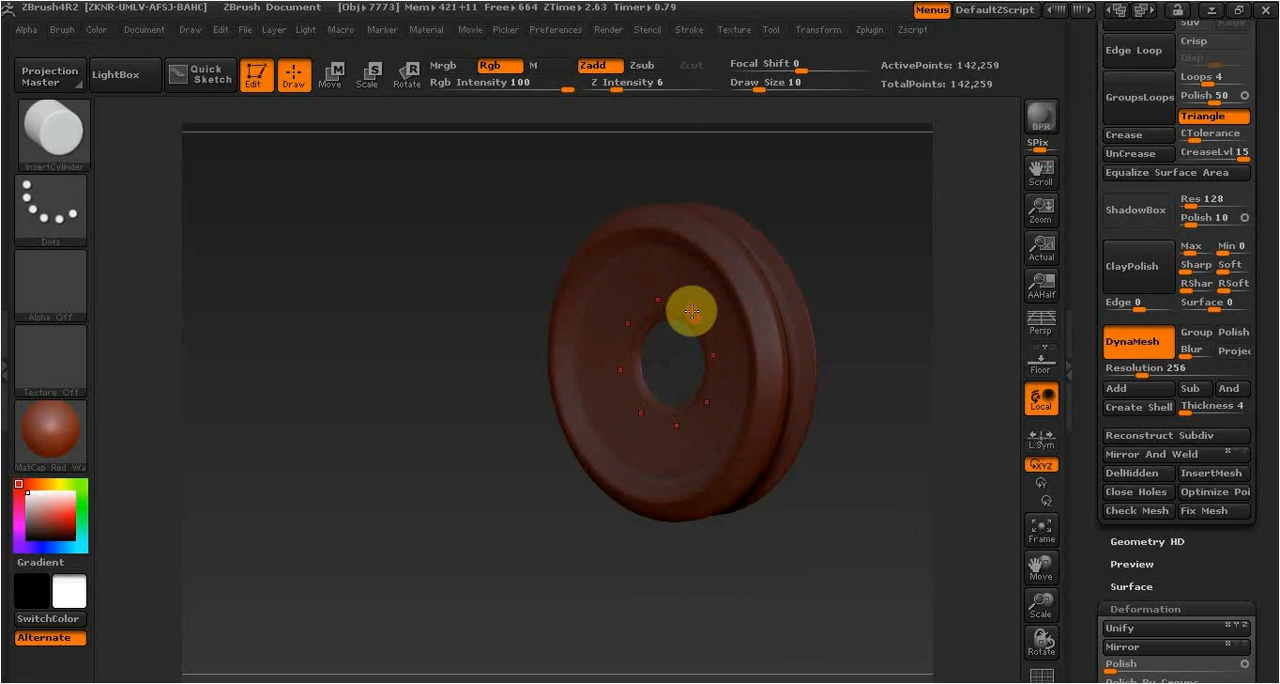 ZBrush4R2 [ZKNR-UMLV-AFSJ-BAHC] ZBrush Document [Obj▸7773] Mem▸421+11 Free▸664 ZTime▸2.63 Timer▸0.79 Menus DefaultZScript
Alpha Brush Color Document Draw Edit File Layer Light Macro Marker Material Movie Picker Preferences Render Stencil Stroke Texture Tool Transform Zplugin Zscript
Projection Master
LightBox
Quick Sketch
Edit
Draw
Move
Scale
Rotate
Mrgb Rgb M
Rgb Intensity 100
Zadd Zsub Zcut
Z Intensity 6
Focal Shift 0
Draw Size 10
ActivePoints: 142,259
TotalPoints: 142,259
InsertCylinder
Dots
Alpha Off
Texture Off
MatCap Red Wa
Gradient
SwitchColor
Alternate
BPR
SPix
Scroll
Zoom
Actual
AAHalf
Persp
Floor
Local
L.Sym
XYZ
Y
Z
Frame
Move
Scale
Rotate
Edge Loop
Crisp
Disp
GroupsLoops
Loops 4
Polish 50
Triangle
Crease CTolerance
UnCrease CreaseLvl 15
Equalize Surface Area
ShadowBox
Res 128
Polish 10
ClayPolish
Max Min 0
Sharp Soft
RShar RSoft
Edge 0 Surface 0
DynaMesh
Group Polish
Blur Projec
Resolution 256
Add Sub And
Create Shell Thickness 4
Reconstruct Subdiv
Mirror And Weld
DelHidden InsertMesh
Close Holes Optimize Poi
Check Mesh Fix Mesh
Geometry HD
Preview
Surface
Deformation
Unify
Mirror
Polish
Polish By Groups